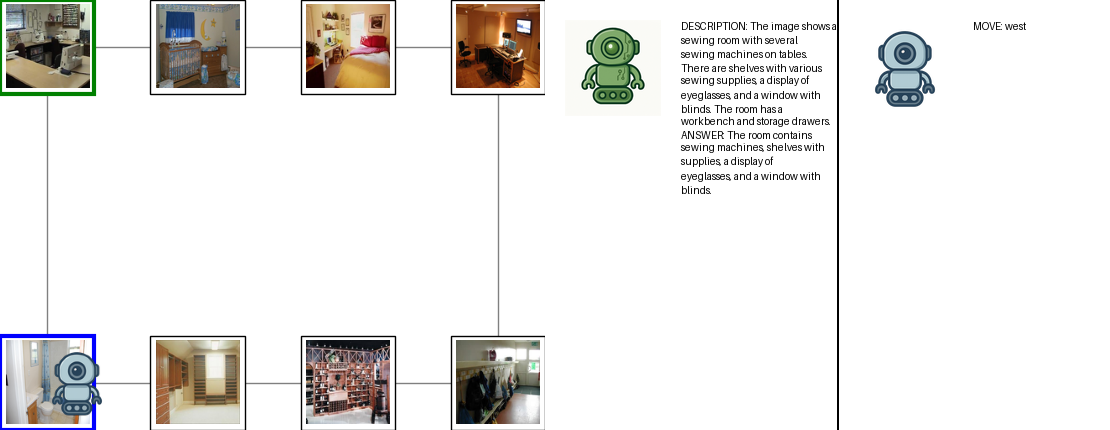 DESCRIPTION: The image shows a
sewing room with several
sewing machines on tables.
There are shelves with various
sewing supplies, a display of
eyeglasses, and a window with
blinds. The room has a
workbench and storage drawers.
ANSWER: The room contains
sewing machines, shelves with
supplies, a display of
eyeglasses, and a window with
blinds.
MOVE: west